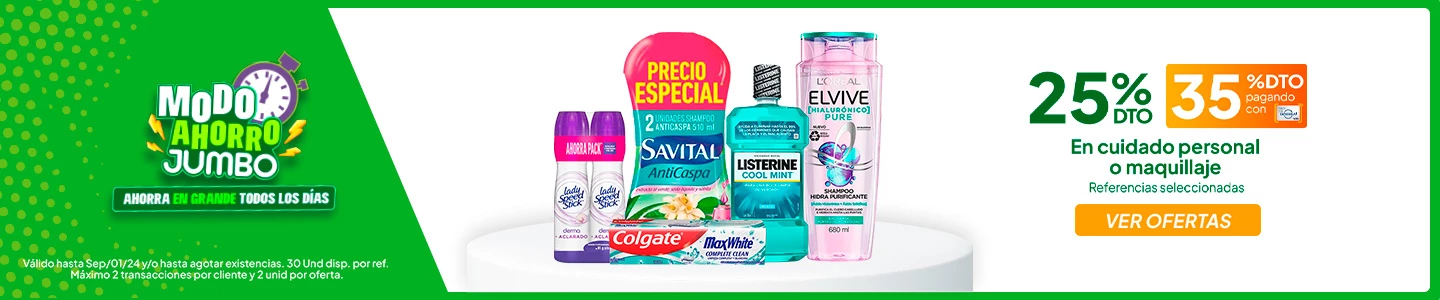 MODO
AHORRO
JUMBO
AHORRA EN GRANDE TODOS LOS DÍAS
Válido hasta Sep/01/24 y/o hasta agotar existencias. 30 Und disp. por ref.
Máximo 2 transacciones por cliente y 2 unid por oferta.
AHORRA PACK
lady
Speed
Stick
derma
+ACLARADO
lady
Speed
Stick
derma
+ACLARADO
PRECIO
ESPECIAL
2 UNIDADES SHAMPOO
ANTICASPA 510 ml
SAVITAL
AntiCaspa
Colgate
MaxWhite
COMPLETE CLEAN
LISTERINE
LISTERINE
COOL MINT
L'ORÉAL
ELVIVE
[HIALURÓNICO]
PURE
SHAMPOO
HIDRA PURIFICANTE
680 ml
25% DTO
35 %DTO
pagando
con
En cuidado personal
o maquillaje
Referencias seleccionadas
VER OFERTAS